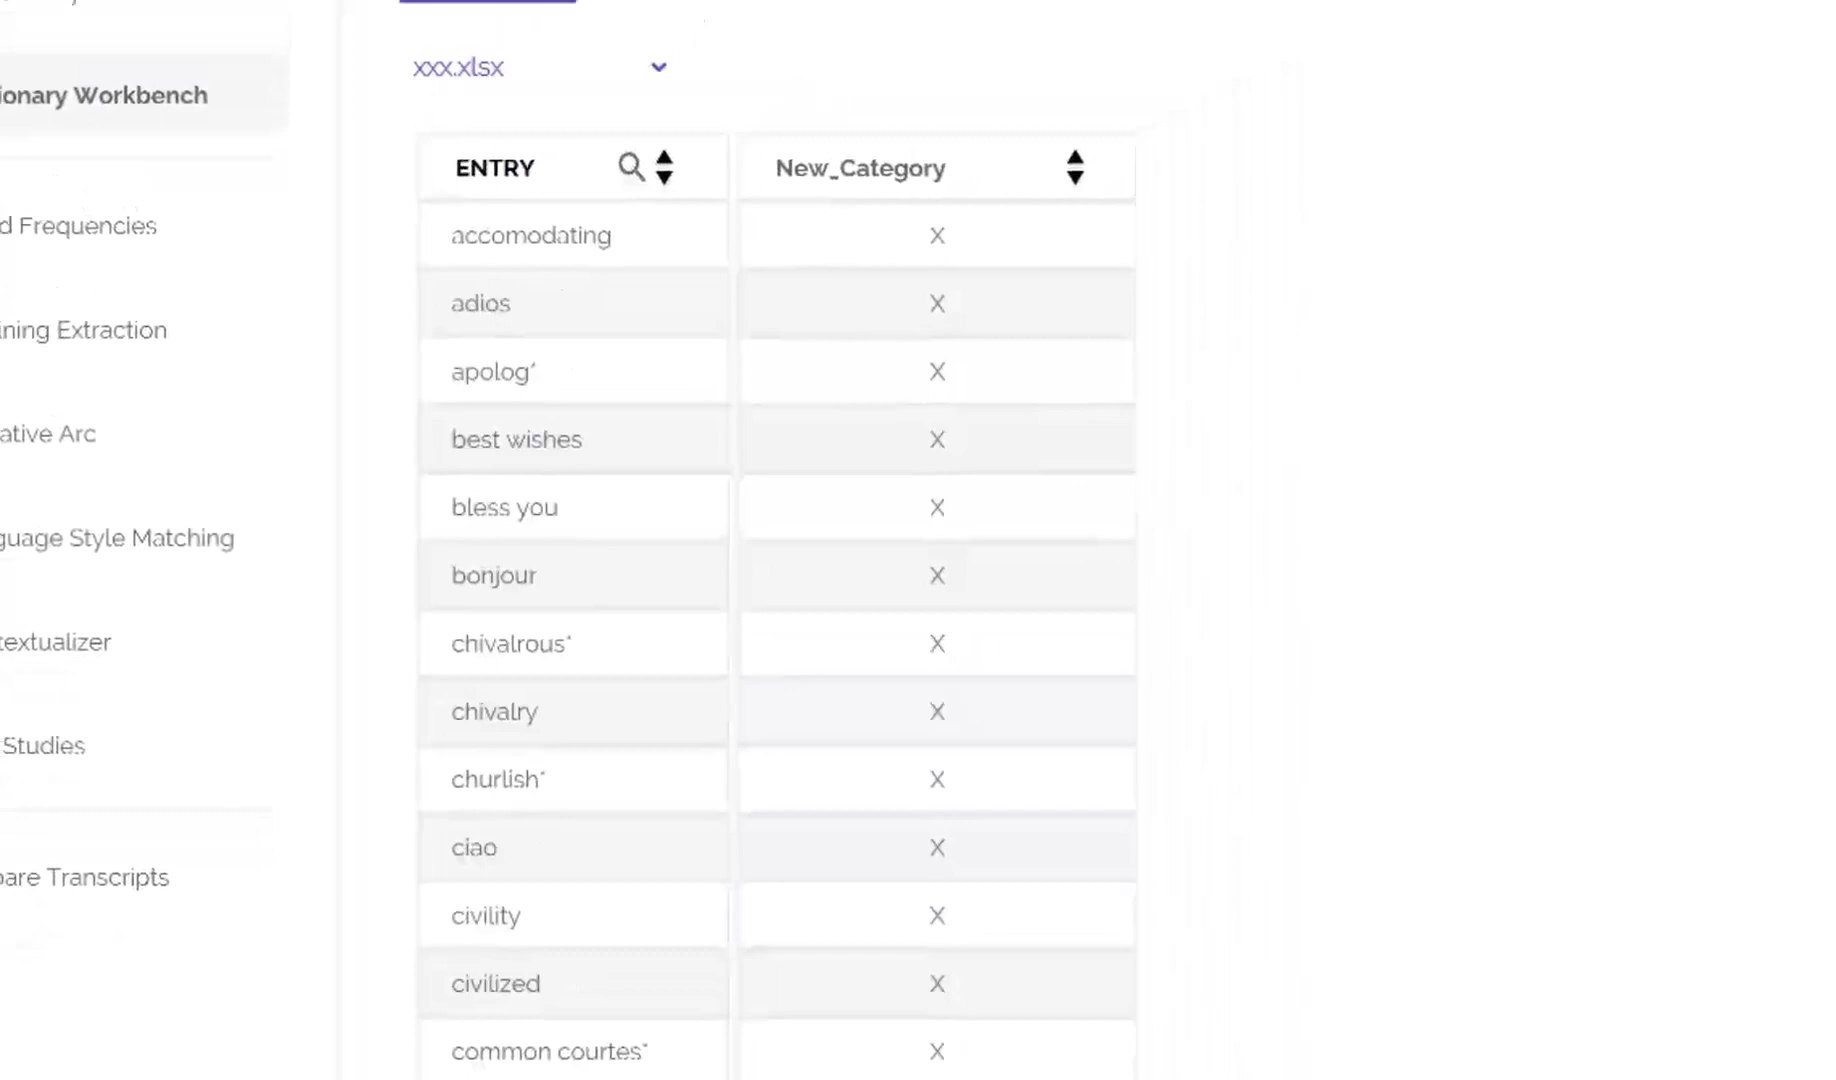 xxx.xlsx
ionary Workbench
ENTRY New_Category
d Frequencies
accomodating X
adios X
ining Extraction
apolog* X
ative Arc
best wishes X
bless you X
guage Style Matching
bonjour X
textualizer
chivalrous* X
chivalry X
Studies
churlish* X
ciao X
pare Transcripts
civility X
civilized X
common courtes* X